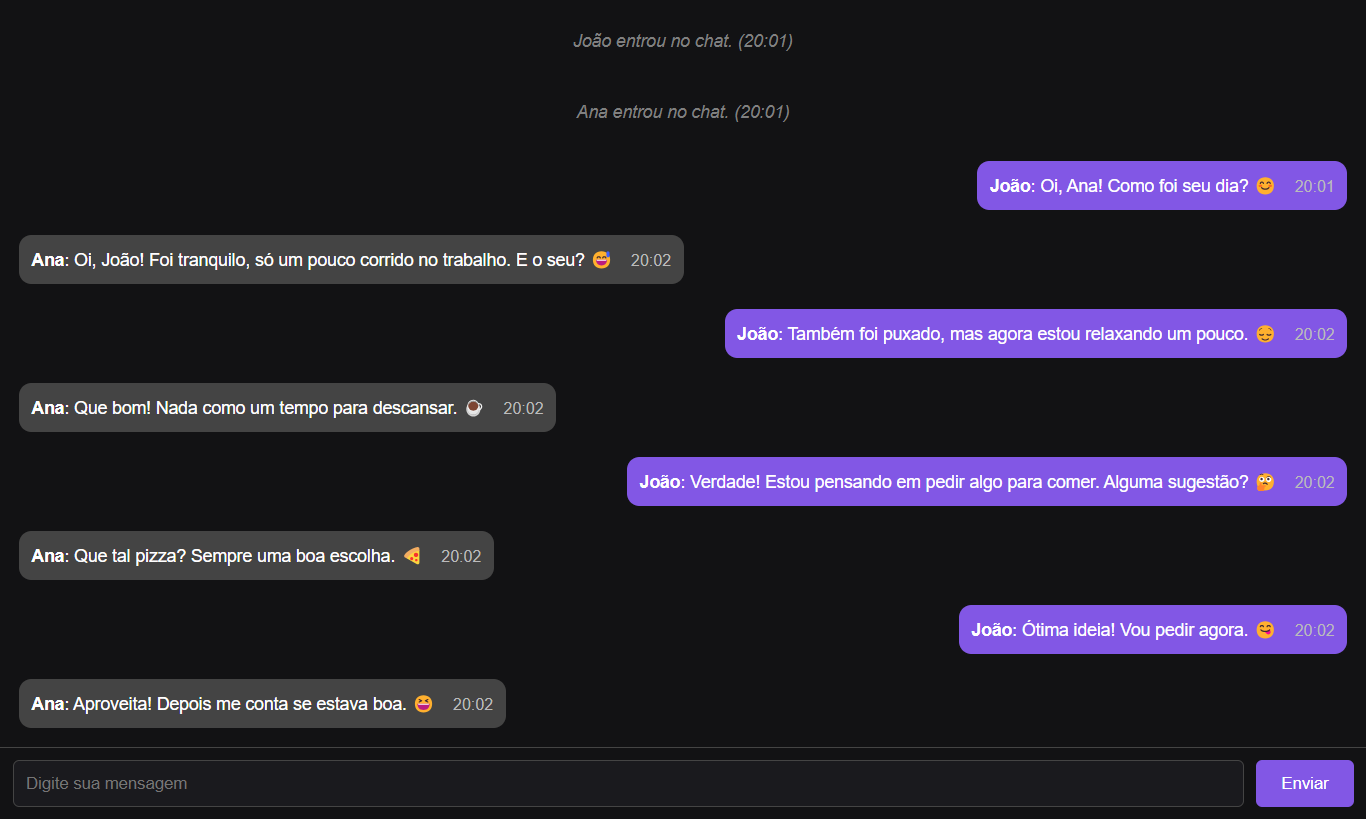 João entrou no chat. (20:01)
Ana entrou no chat. (20:01)
João: Oi, Ana! Como foi seu dia? 😊 20:01
Ana: Oi, João! Foi tranquilo, só um pouco corrido no trabalho. E o seu? 😅 20:02
João: Também foi puxado, mas agora estou relaxando um pouco. 😌 20:02
Ana: Que bom! Nada como um tempo para descansar. ☕ 20:02
João: Verdade! Estou pensando em pedir algo para comer. Alguma sugestão? 🤔 20:02
Ana: Que tal pizza? Sempre uma boa escolha. 🍕 20:02
João: Ótima ideia! Vou pedir agora. 😋 20:02
Ana: Aproveita! Depois me conta se estava boa. 😆 20:02
Digite sua mensagem
Enviar